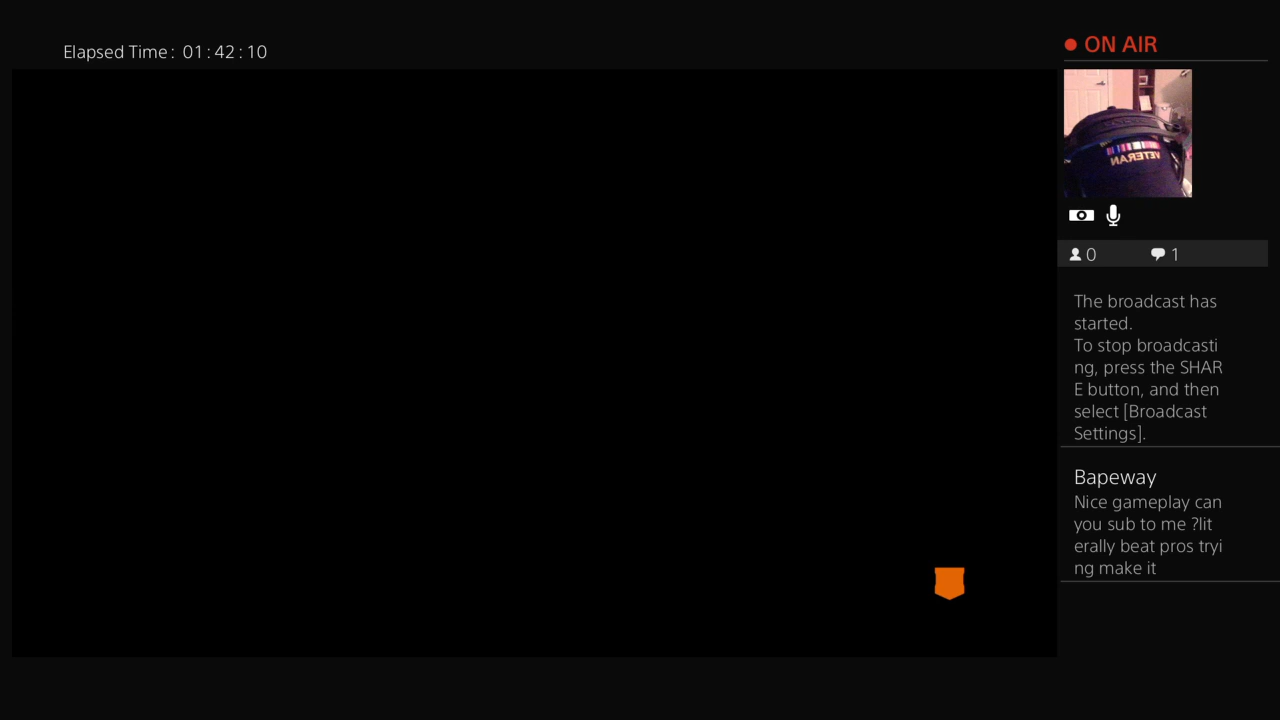 Elapsed Time: 01:42:10
ON AIR
VETERAN
0 1
The broadcast has
started.
To stop broadcasti
ng, press the SHAR
E button, and then
select [Broadcast
Settings].
Bapeway
Nice gameplay can
you sub to me ?lit
erally beat pros tryi
ng make it